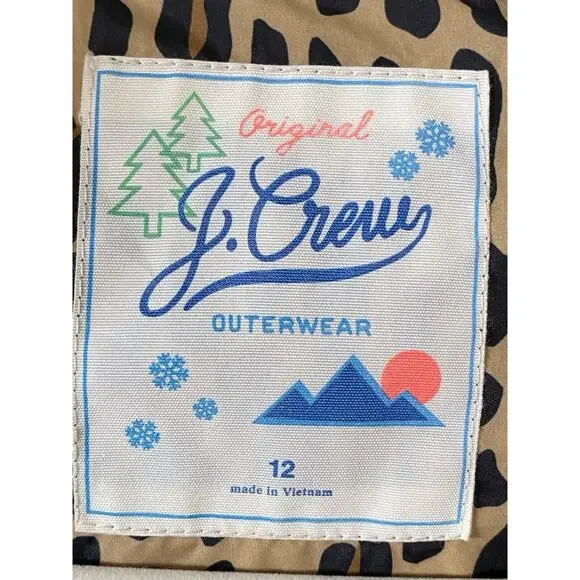 Original
J. Crew
OUTERWEAR
12
made in Vietnam